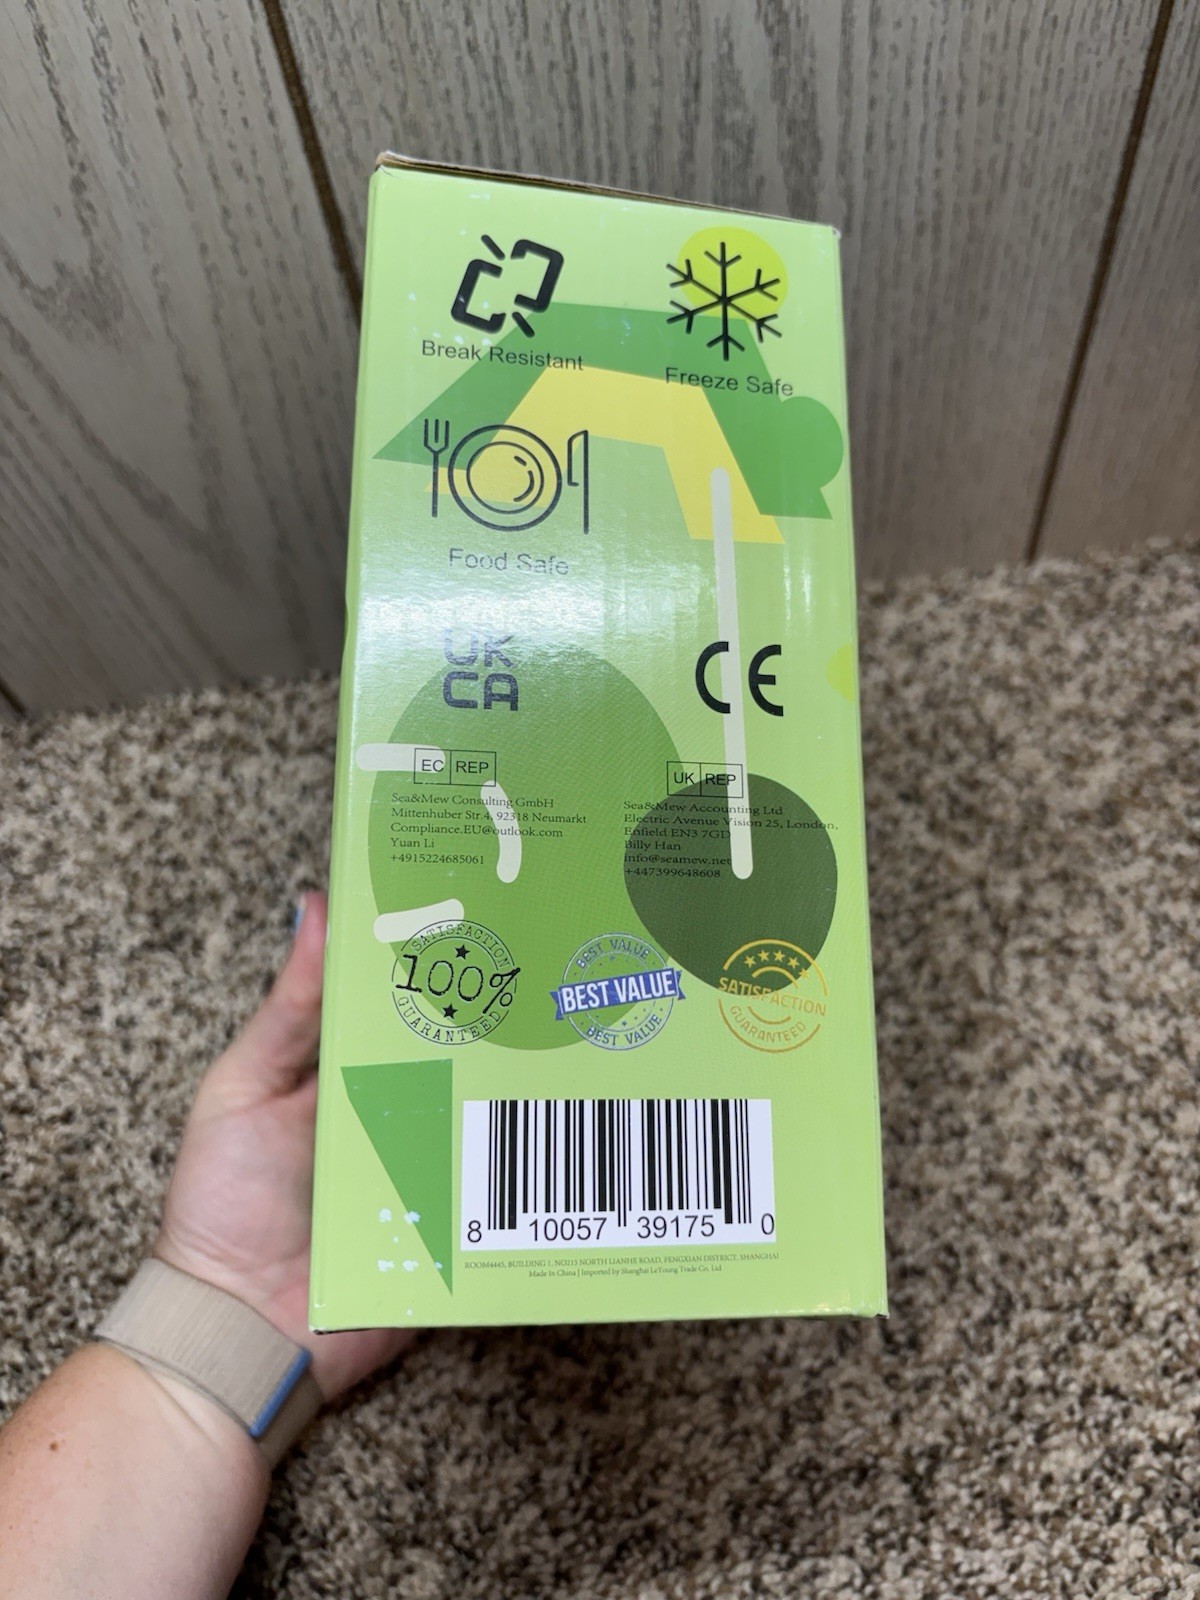 Break Resistant
Freeze Safe
Food Safe
UK
CA
CE
EC REP
Sea&Mew Consulting GmbH
Mittenhuber Str.4, 92318 Neumarkt
Compliance.EU@outlook.com
Yuan Li
+4915224685061
UK REP
Sea&Mew Accounting Ltd
Electric Avenue Vision 25, London,
Enfield EN3 7GD
Billy Han
info@seamew.net
+447399648608
SATISFACTION
100%
GUARANTEED
BEST VALUE
BEST VALUE
BEST VALUE
SATISFACTION
GUARANTEED
8 10057 39175 0
ROOM4445, BUILDING 1, NO213 NORTH LIANHE ROAD, FENGXIAN DISTRICT, SHANGHAI
Made In China | Imported by Shanghai LeYoung Trade Co. Ltd